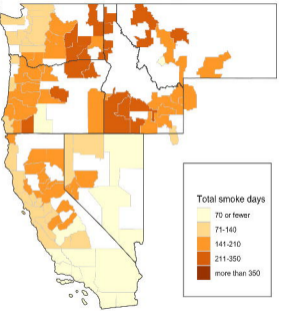 Total smoke days
70 or fewer
71-140
141-210
211-350
more than 350